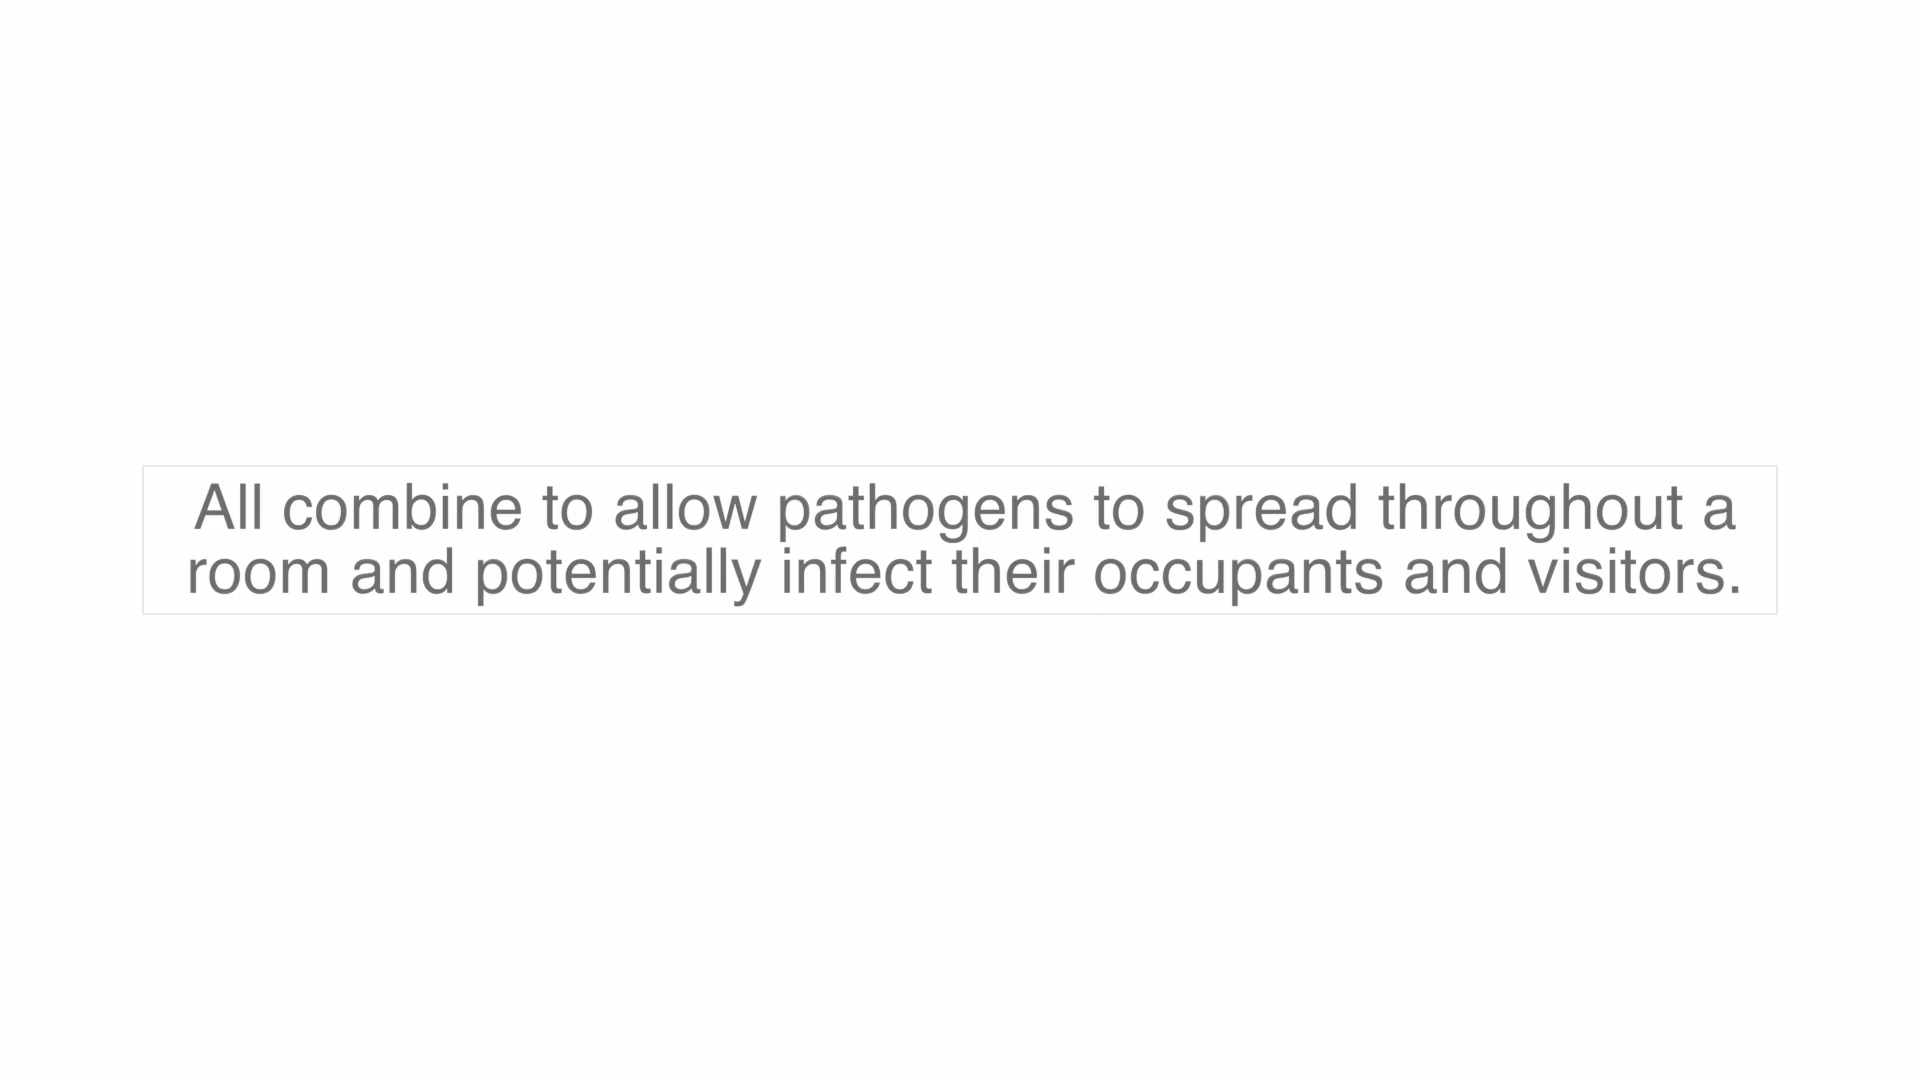 All combine to allow pathogens to spread throughout a
room and potentially infect their occupants and visitors.